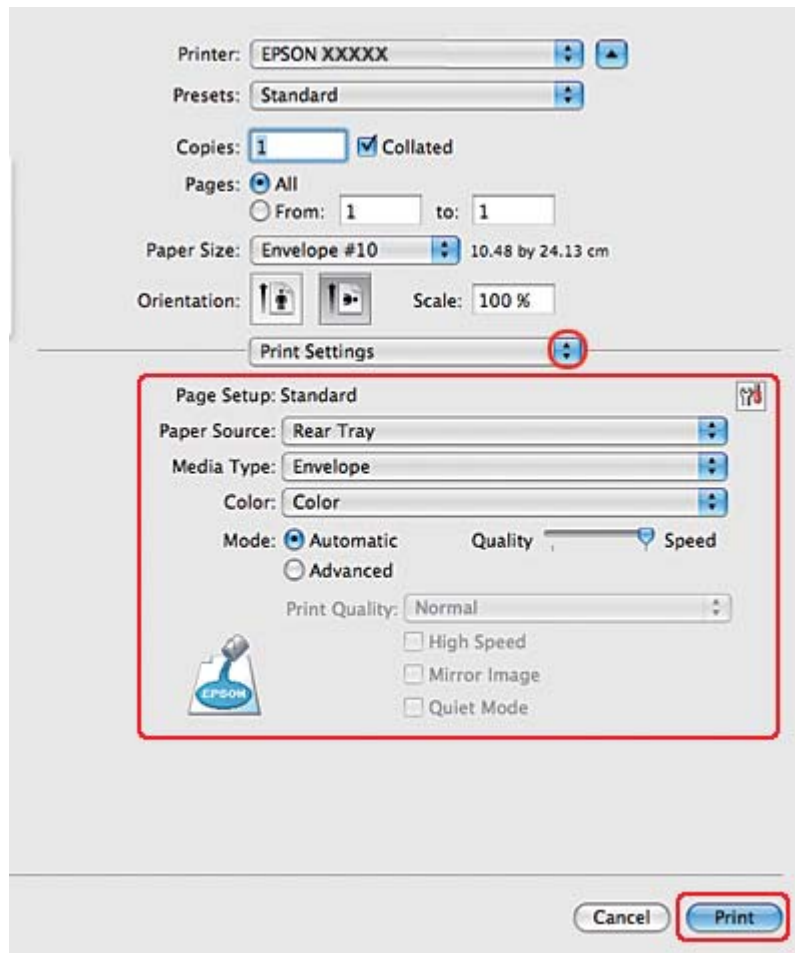 Printer: EPSON XXXXX
Presets: Standard
Copies: 1 Collated
Pages: All
From: 1 to: 1
Paper Size: Envelope #10 10.48 by 24.13 cm
Orientation: Scale: 100 %
Print Settings
Page Setup: Standard
Paper Source: Rear Tray
Media Type: Envelope
Color: Color
Mode: Automatic Quality Speed
Advanced
Print Quality: Normal
High Speed
Mirror Image
Quiet Mode
EPSON
Cancel Print